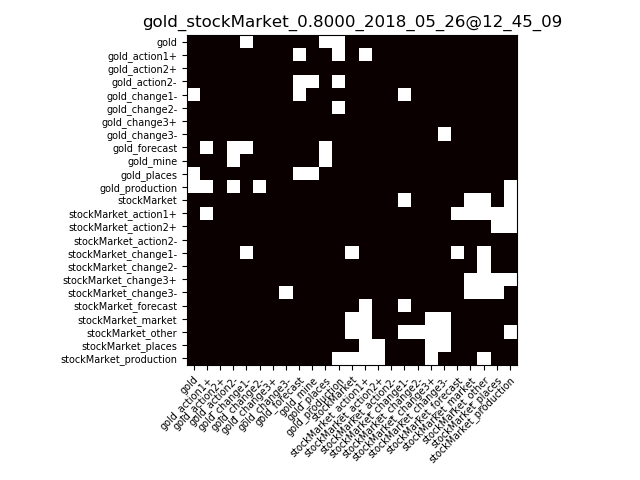 gold_stockMarket_0.8000_2018_05_26@12_45_09
gold
gold_action1+
gold_action2+
gold_action2-
gold_change1-
gold_change2-
gold_change3+
gold_change3-
gold_forecast
gold_mine
gold_places
gold_production
stockMarket
stockMarket_action1+
stockMarket_action2+
stockMarket_action2-
stockMarket_change1-
stockMarket_change2-
stockMarket_change3+
stockMarket_change3-
stockMarket_forecast
stockMarket_market
stockMarket_other
stockMarket_places
stockMarket_production
gold
gold_action1+
gold_action2+
gold_action2-
gold_change1-
gold_change2-
gold_change3+
gold_change3-
gold_forecast
gold_mine
gold_places
gold_production
stockMarket
stockMarket_action1+
stockMarket_action2+
stockMarket_action2-
stockMarket_change1-
stockMarket_change2-
stockMarket_change3+
stockMarket_change3-
stockMarket_forecast
stockMarket_market
stockMarket_other
stockMarket_places
stockMarket_production